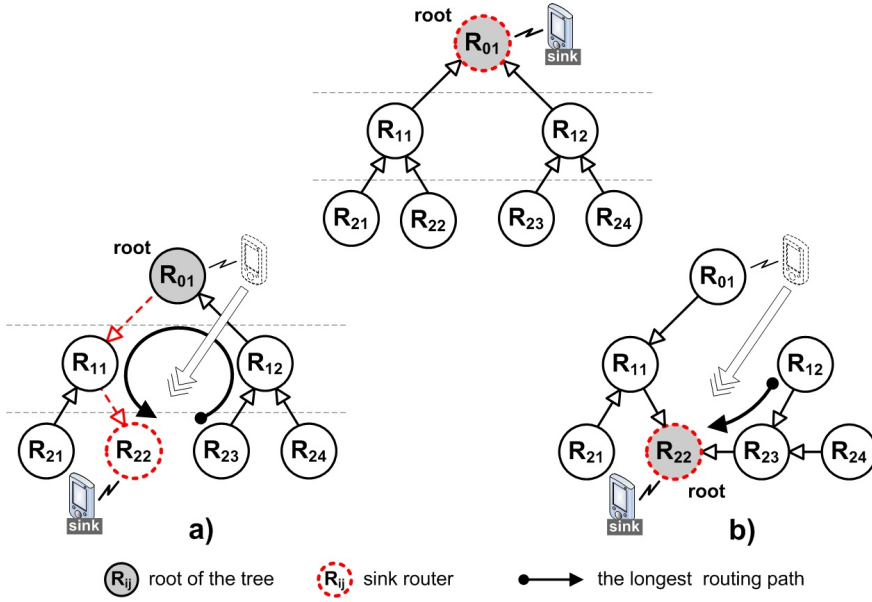 root
R01
sink
R11
R12
R21
R22
R23
R24
root
R01
R11
R12
R21
R22
R23
R24
sink
a)
R01
R11
R12
R21
R22
R23
R24
root
sink
b)
Rij root of the tree
Rij sink router
the longest routing path